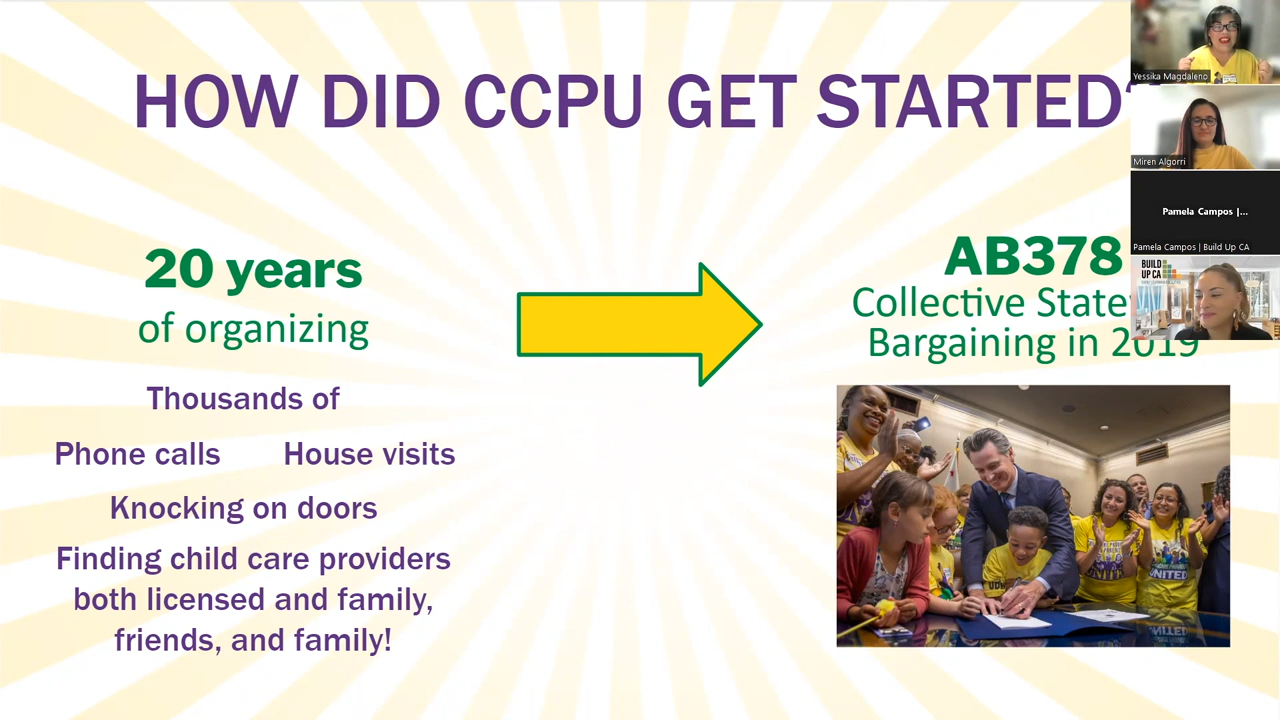 HOW DID CCPU GET STARTED?
20 years
of organizing
Thousands of
Phone calls House visits
Knocking on doors
Finding child care providers
both licensed and family,
friends, and family!
AB378
Collective State
Bargaining in 2019
UNITED
Yessika Magdaleno
Miren Algorri
Pamela Campos |...
Pamela Campos | Build Up CA
BUILD
UP CA